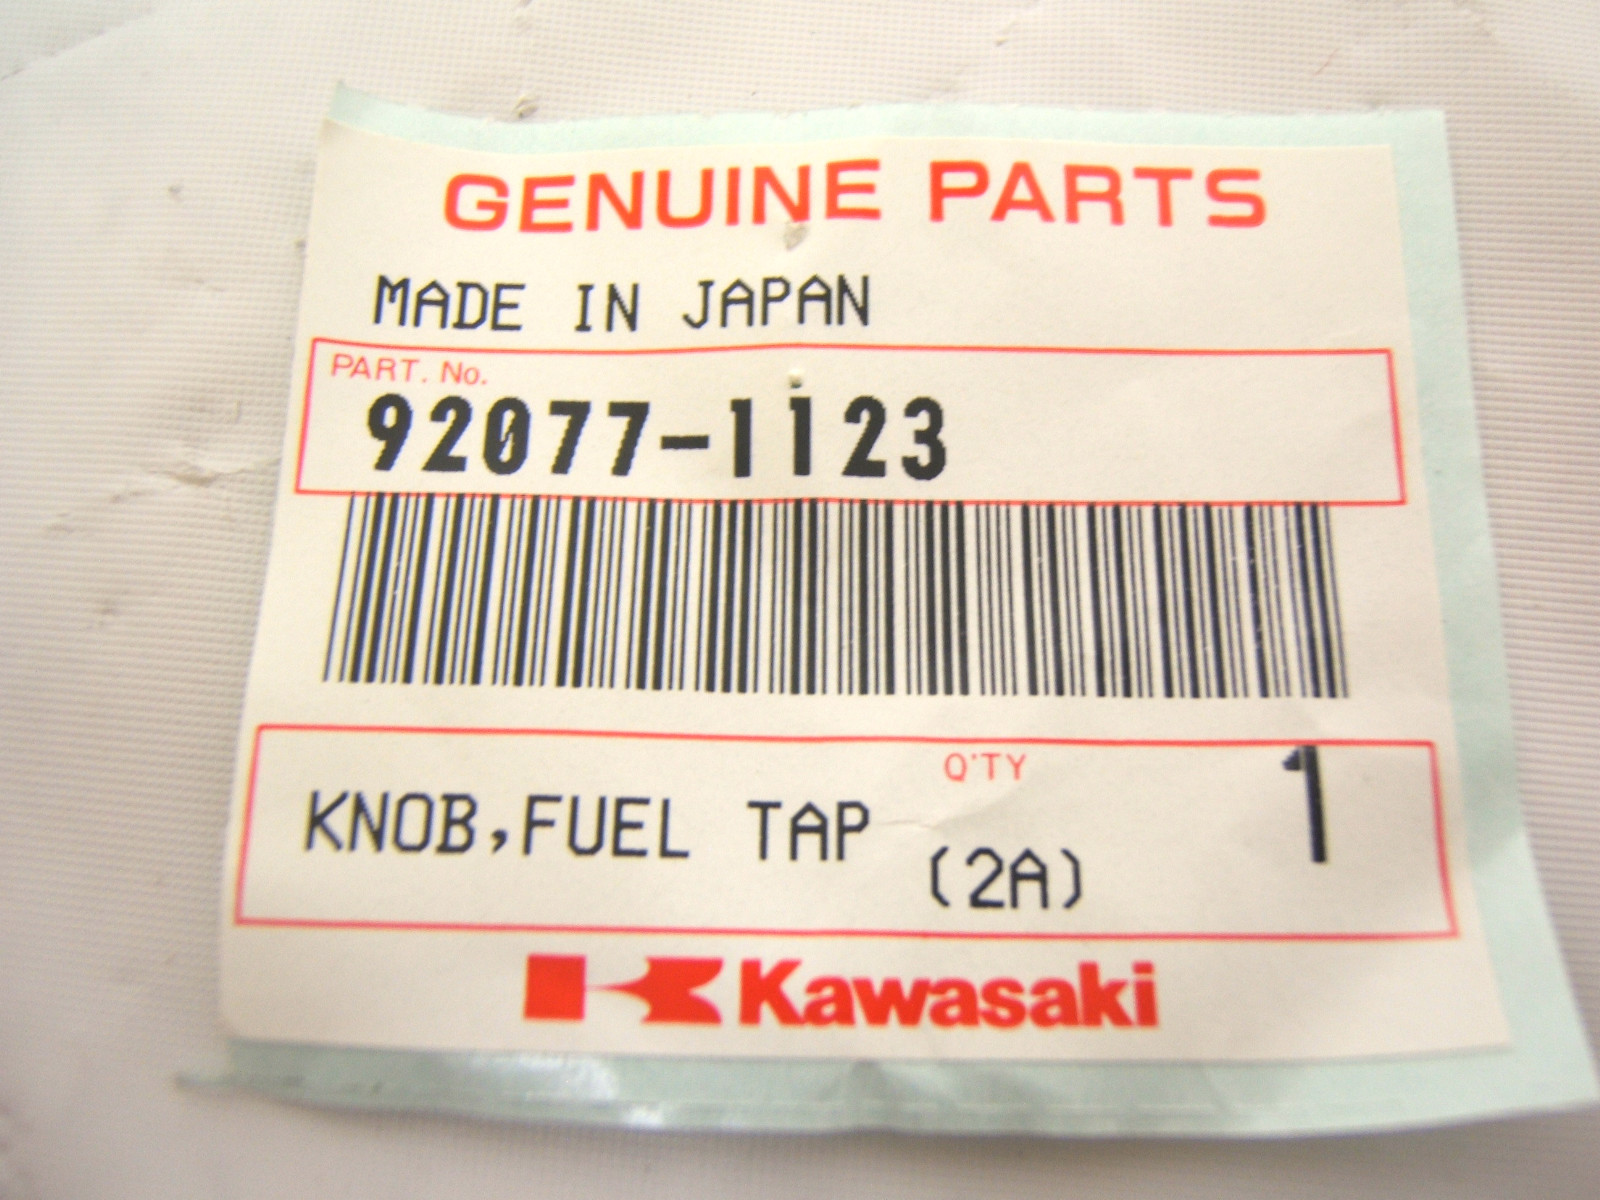 GENUINE PARTS
MADE IN JAPAN
PART. No.
92077-1123
Q'TY
KNOB,FUEL TAP 1
(2A)
Kawasaki